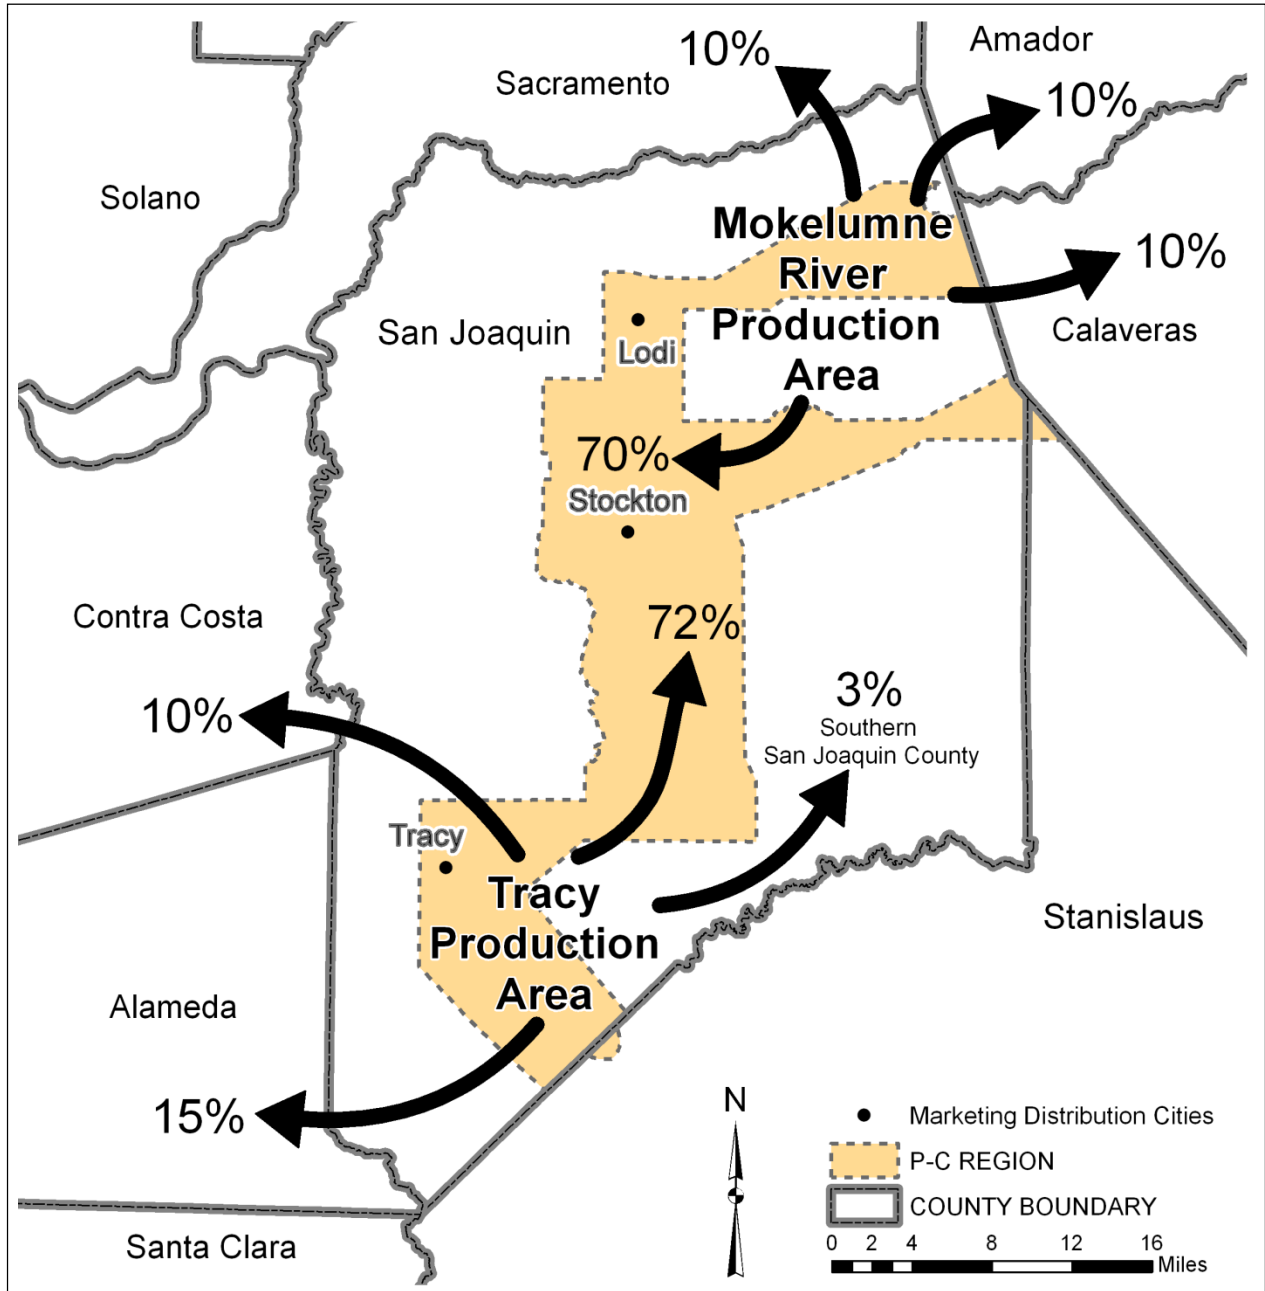 10%
Amador
Sacramento
10%
Solano
Mokelumne
River
Production
Area
10%
San Joaquin
Lodi
Calaveras
70%
Stockton
Contra Costa
72%
3%
Southern
San Joaquin County
10%
Tracy
Tracy
Production
Area
Stanislaus
Alameda
15%
N
Marketing Distribution Cities
P-C REGION
COUNTY BOUNDARY
0 2 4 8 12 16
Miles
Santa Clara